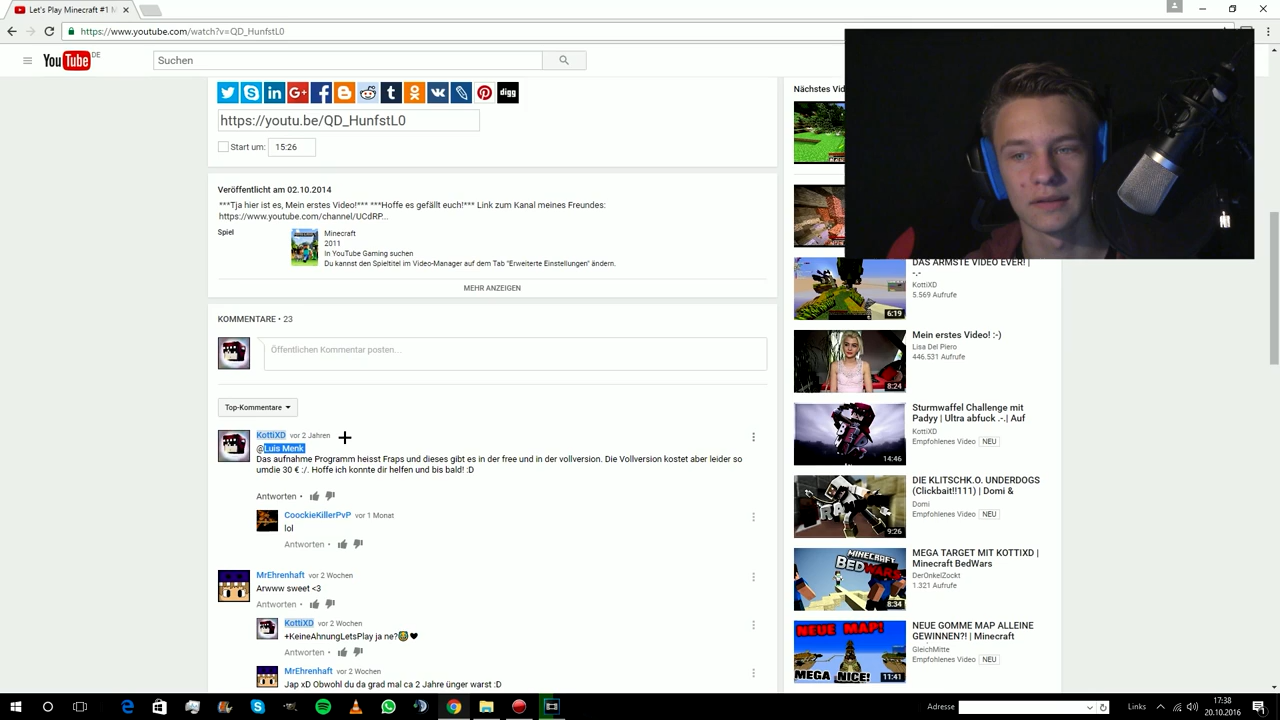 Let's Play Minecraft #1 M
https://www.youtube.com/watch?v=QD_HunfstL0
YouTube DE
Suchen
digg
https://youtu.be/QD_HunfstL0
Start um: 15:26
Veröffentlicht am 02.10.2014
***Tja hier ist es, Mein erstes Video!*** ***Hoffe es gefällt euch!*** Link zum Kanal meines Freundes:
https://www.youtube.com/channel/UCdRP...
Spiel
Minecraft
2011
In YouTube Gaming suchen
Du kannst den Spieltitel im Video-Manager auf dem Tab "Erweiterte Einstellungen" ändern.
MEHR ANZEIGEN
KOMMENTARE • 23
Öffentlichen Kommentar posten...
Top-Kommentare
KottiXD vor 2 Jahren
@Luis Menk
Das aufnahme Programm heisst Fraps und dieses gibt es in der free und in der vollversion. Die Vollversion kostet aber leider so
umdie 30 € :/. Hoffe ich konnte dir helfen und bis bald! :D
Antworten •
CoockieKillerPvP vor 1 Monat
lol
Antworten •
MrEhrenhaft vor 2 Wochen
Arwww sweet <3
Antworten •
KottiXD vor 2 Wochen
+KeineAhnungLetsPlay ja ne?😂♥
Antworten •
MrEhrenhaft vor 2 Wochen
Jap xD Obwohl du da grad mal ca 2 Jahre ünger warst :D
Nächstes Vid
DAS ÄRMSTE VIDEO EVER! |
-.-
KottiXD
5.569 Aufrufe
6:19
Mein erstes Video! :-)
Lisa Del Piero
446.531 Aufrufe
8:24
Sturmwaffel Challenge mit
Padyy | Ultra abfuck .-.| Auf
KottiXD
Empfohlenes Video NEU
14:46
DIE KLITSCHK.O. UNDERDOGS
(Clickbait!!111) | Domi &
Domi
Empfohlenes Video NEU
9:26
MEGA TARGET MIT KOTTIXD |
Minecraft BedWars
DerOnkelZockt
1.321 Aufrufe
MINECRAFT
BEDWARS
8:34
NEUE GOMME MAP ALLEINE
GEWINNEN?! | Minecraft
GleichMitte
Empfohlenes Video NEU
NEUE MAP!
MEGA NICE!
11:41
Adresse
Links
17:38
20.10.2016